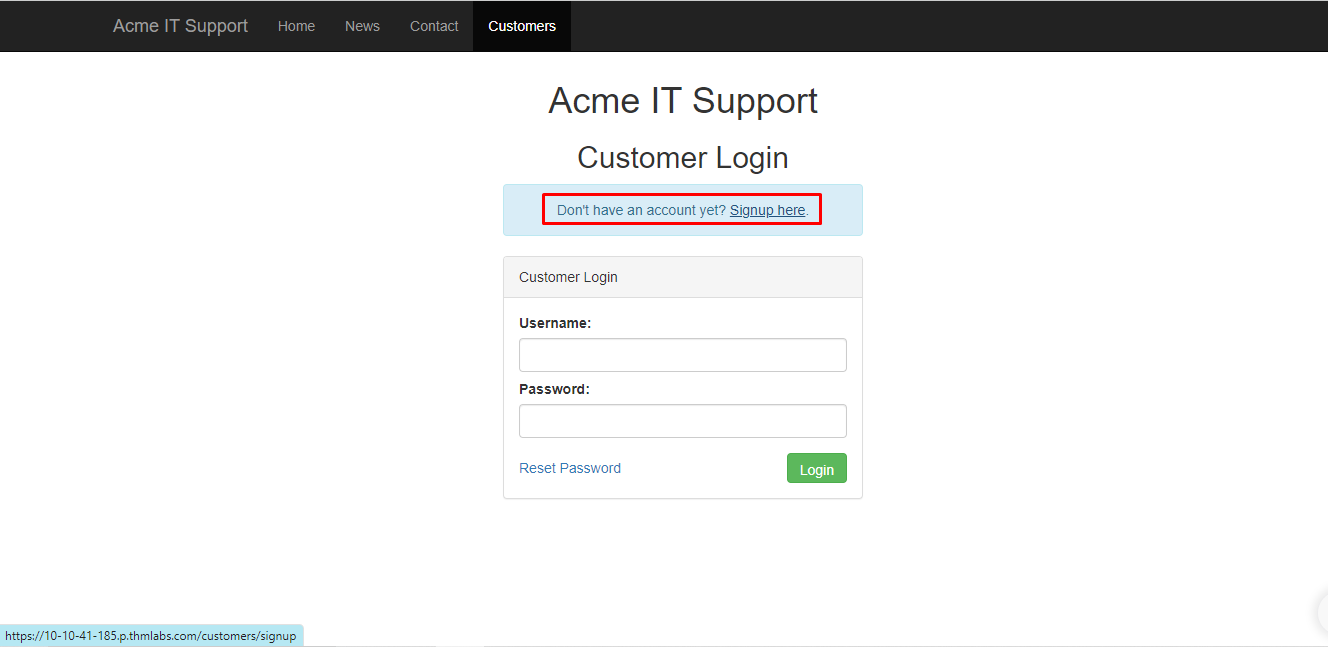 Acme IT Support Home News Contact Customers
Acme IT Support
Customer Login
Don't have an account yet? Signup here.
Customer Login
Username:
Password:
Reset Password Login
https://10-10-41-185.p.thmlabs.com/customers/signup